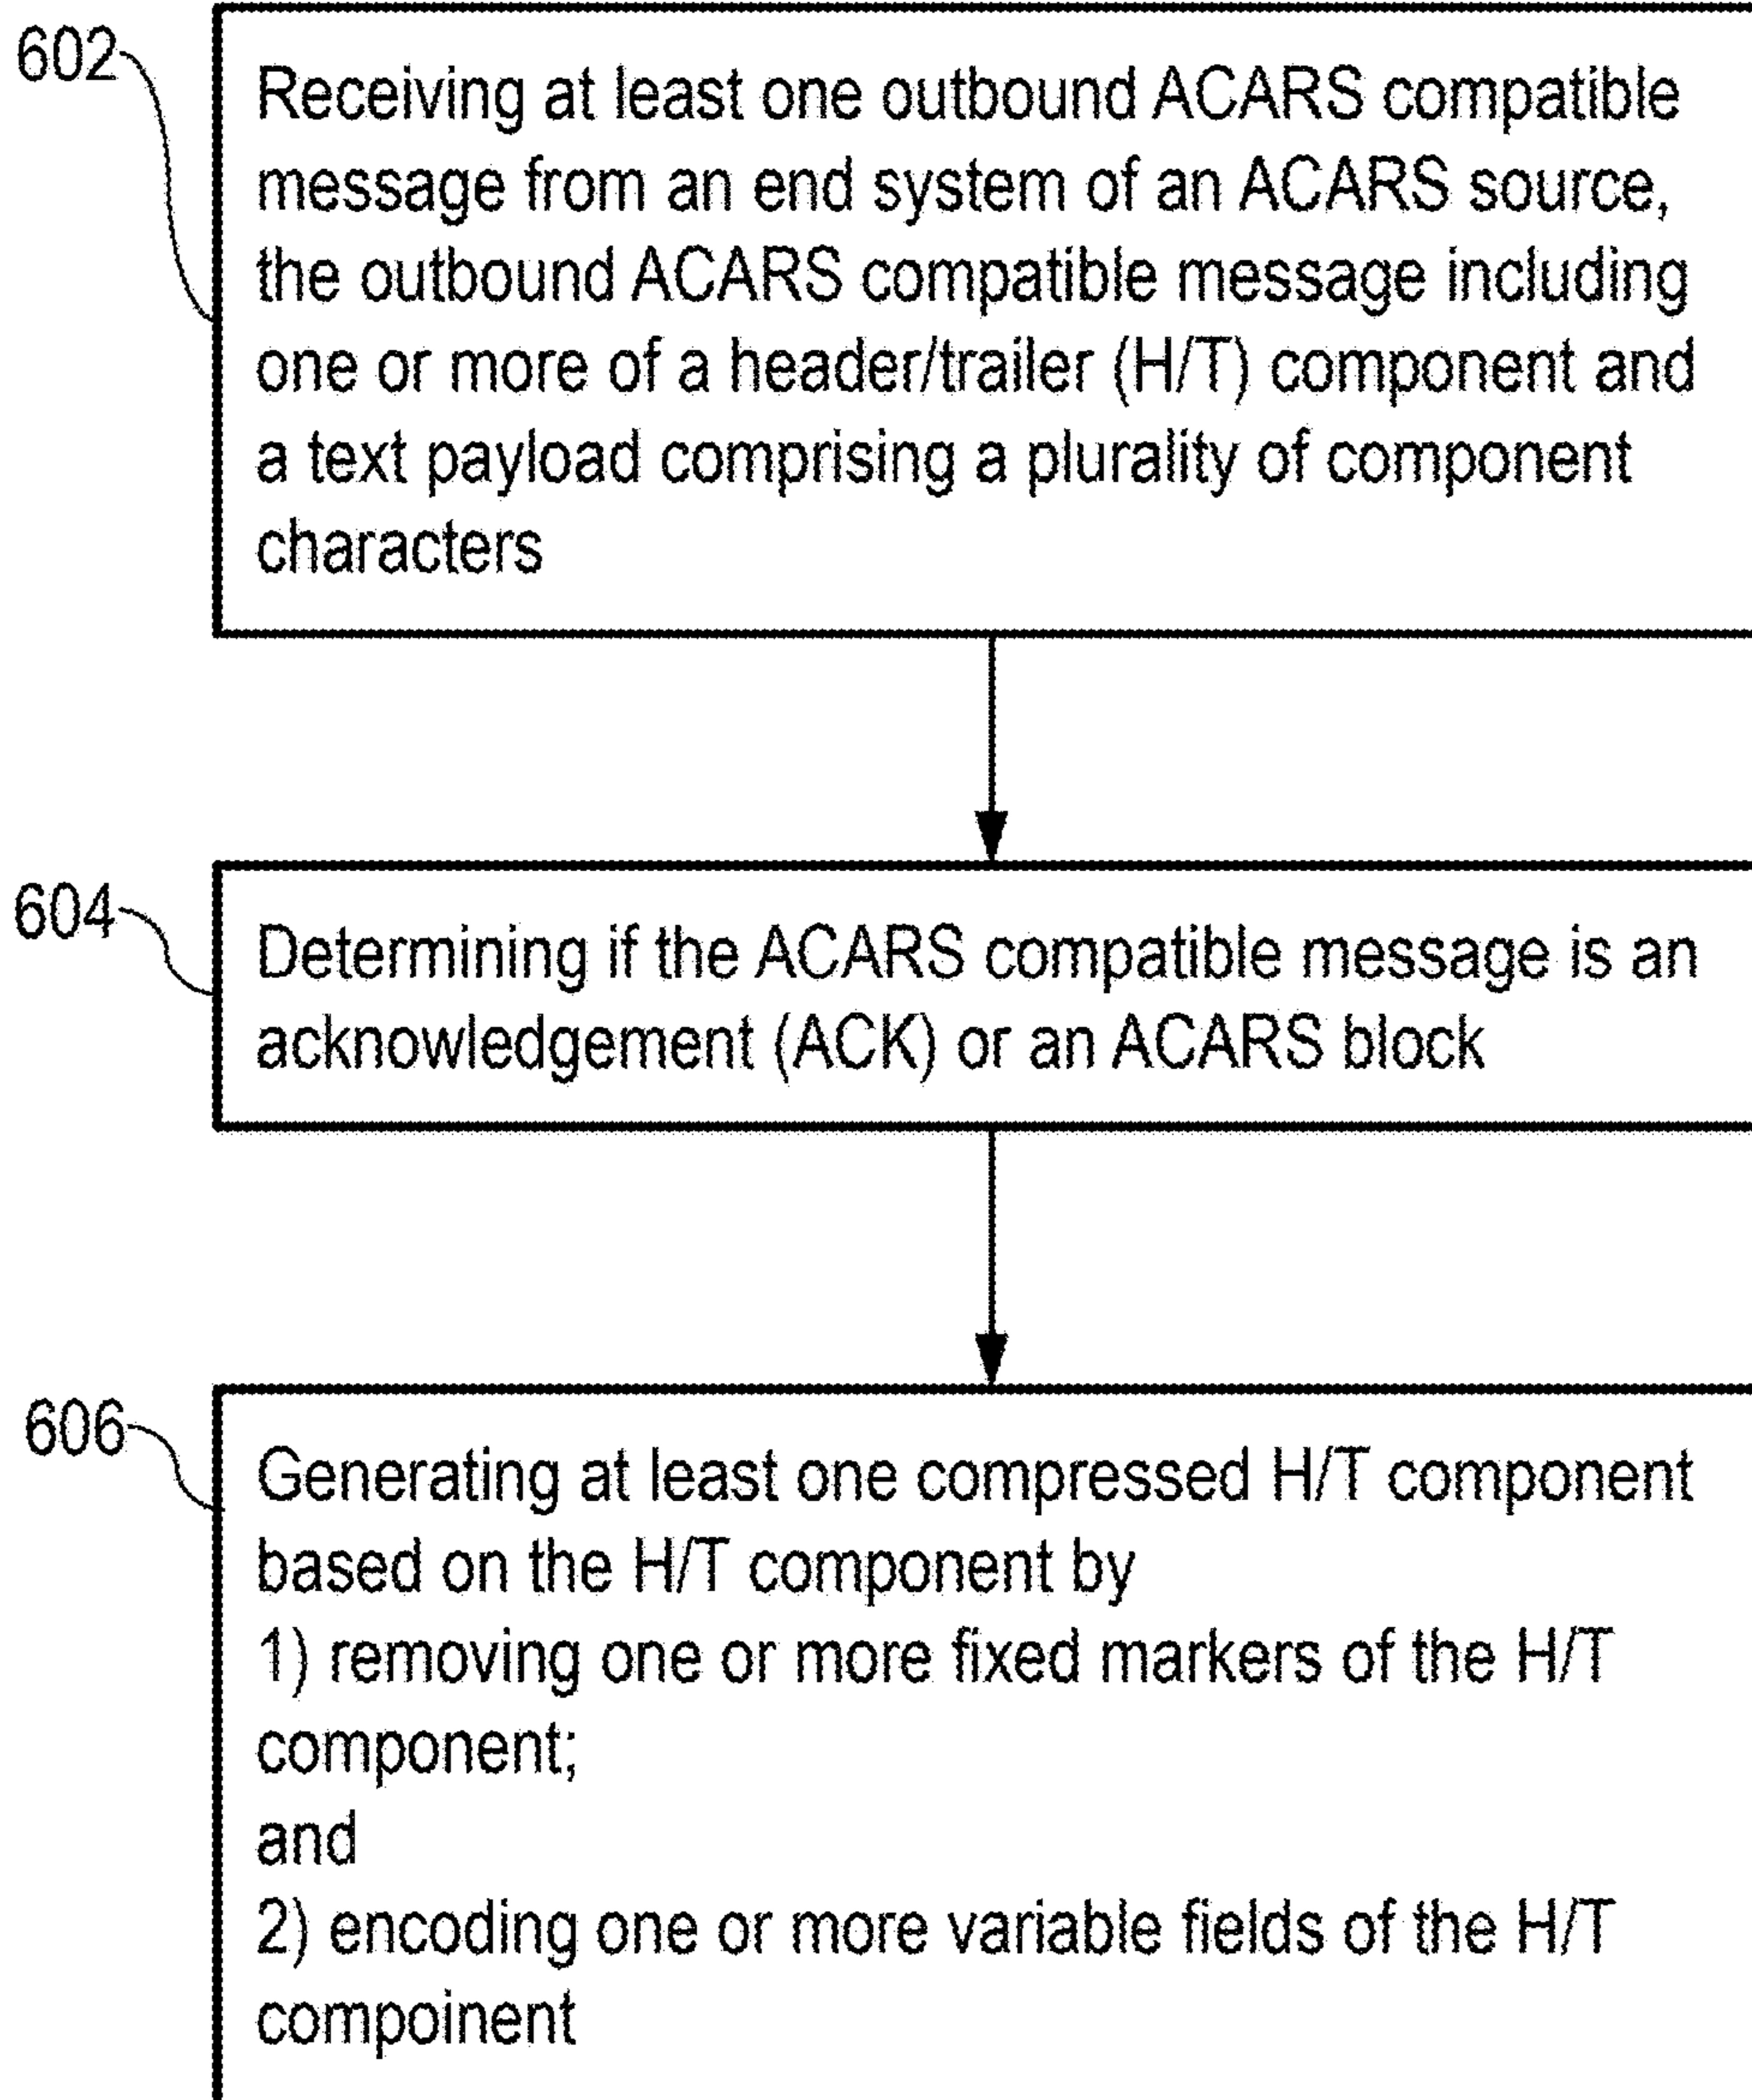 602
Receiving at least one outbound ACARS compatible
message from an end system of an ACARS source,
the outbound ACARS compatible message including
one or more of a header/trailer (H/T) component and
a text payload comprising a plurality of component
characters
604
Determining if the ACARS compatible message is an
acknowledgement (ACK) or an ACARS block
606
Generating at least one compressed H/T component
based on the H/T component by
1) removing one or more fixed markers of the H/T
component;
and
2) encoding one or more variable fields of the H/T
compoinent